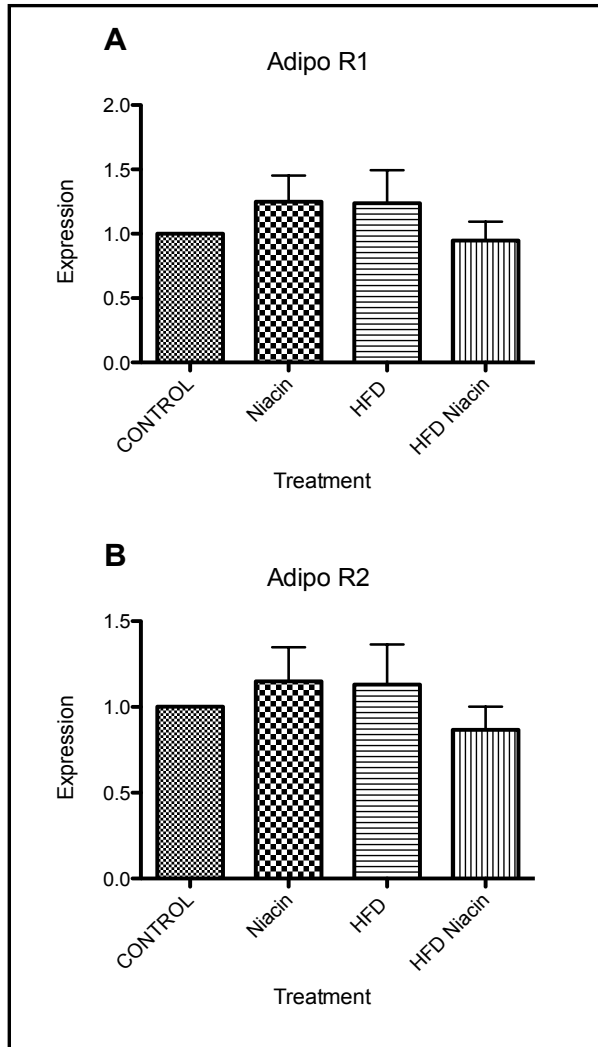 A
Adipo R1
2.0
1.5
1.0
0.5
0.0
Expression
CONTROL
Niacin
HFD
HFD Niacin
Treatment
B
Adipo R2
1.5
1.0
0.5
0.0
Expression
CONTROL
Niacin
HFD
HFD Niacin
Treatment